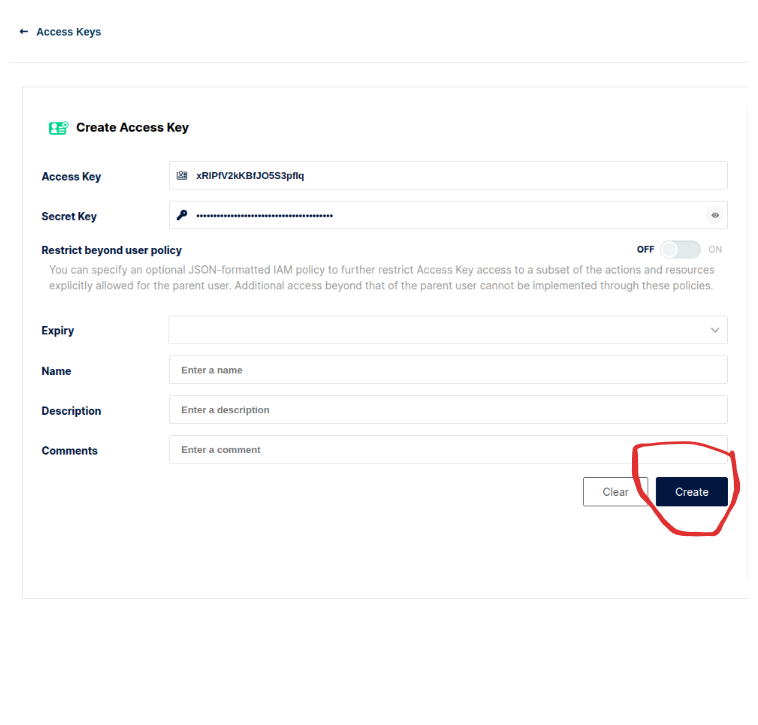 Access Keys
Create Access Key
Access Key
xRIPfV2kKBfJO5S3pfIq
Secret Key
••••••••••••••••••••••••••••••••••••••••
Restrict beyond user policy
OFF
ON
You can specify an optional JSON-formatted IAM policy to further restrict Access Key access to a subset of the actions and resources
explicitly allowed for the parent user. Additional access beyond that of the parent user cannot be implemented through these policies.
Expiry
Name
Enter a name
Description
Enter a description
Comments
Enter a comment
Clear
Create